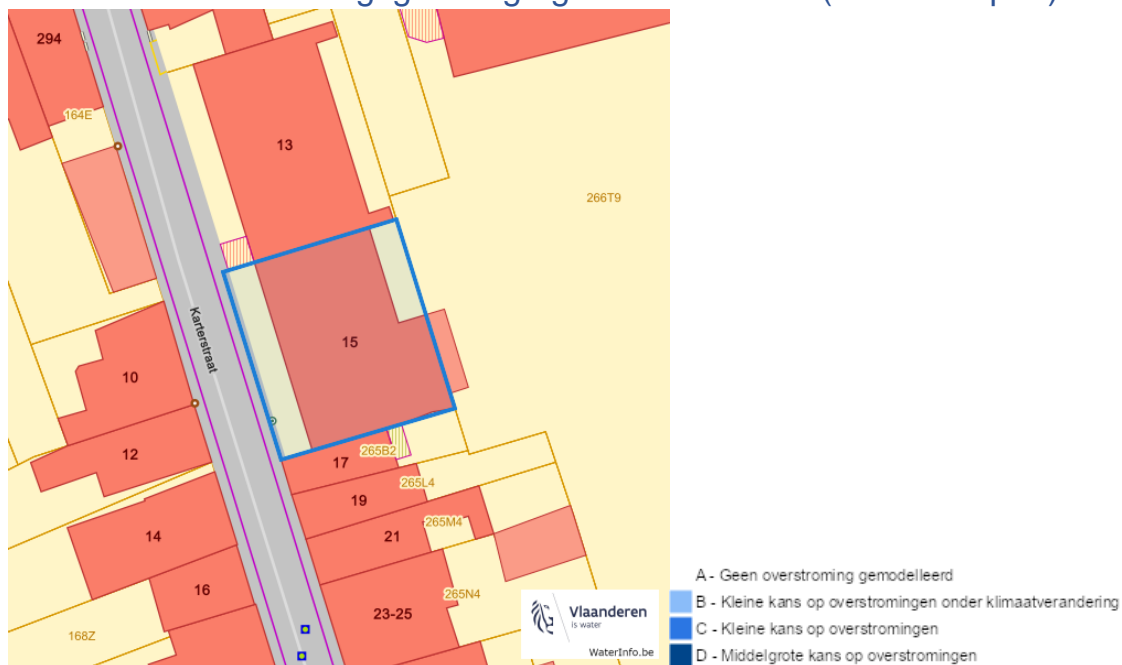 294
164E
13
266T9
Karterstraat
15
10
12
17
265B2
19
265L4
14
21
265M4
16
23-25
265N4
168Z
Vlaanderen
is water
WaterInfo.be
A - Geen overstroming gemodelleerd
B - Kleine kans op overstromingen onder klimaatverandering
C - Kleine kans op overstromingen
D - Middelgrote kans op overstromingen